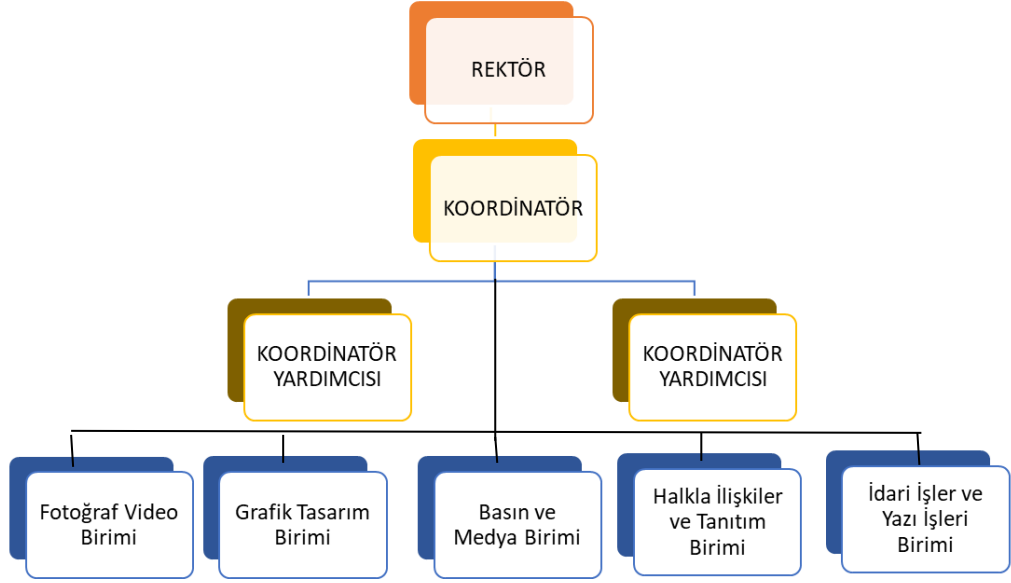 REKTÖR
KOORDİNATÖR
KOORDİNATÖR
YARDIMCISI
KOORDİNATÖR
YARDIMCISI
Fotoğraf Video
Birimi
Grafik Tasarım
Birimi
Basın ve
Medya Birimi
Halkla İlişkiler
ve Tanıtım
Birimi
İdari İşler ve
Yazı İşleri
Birimi